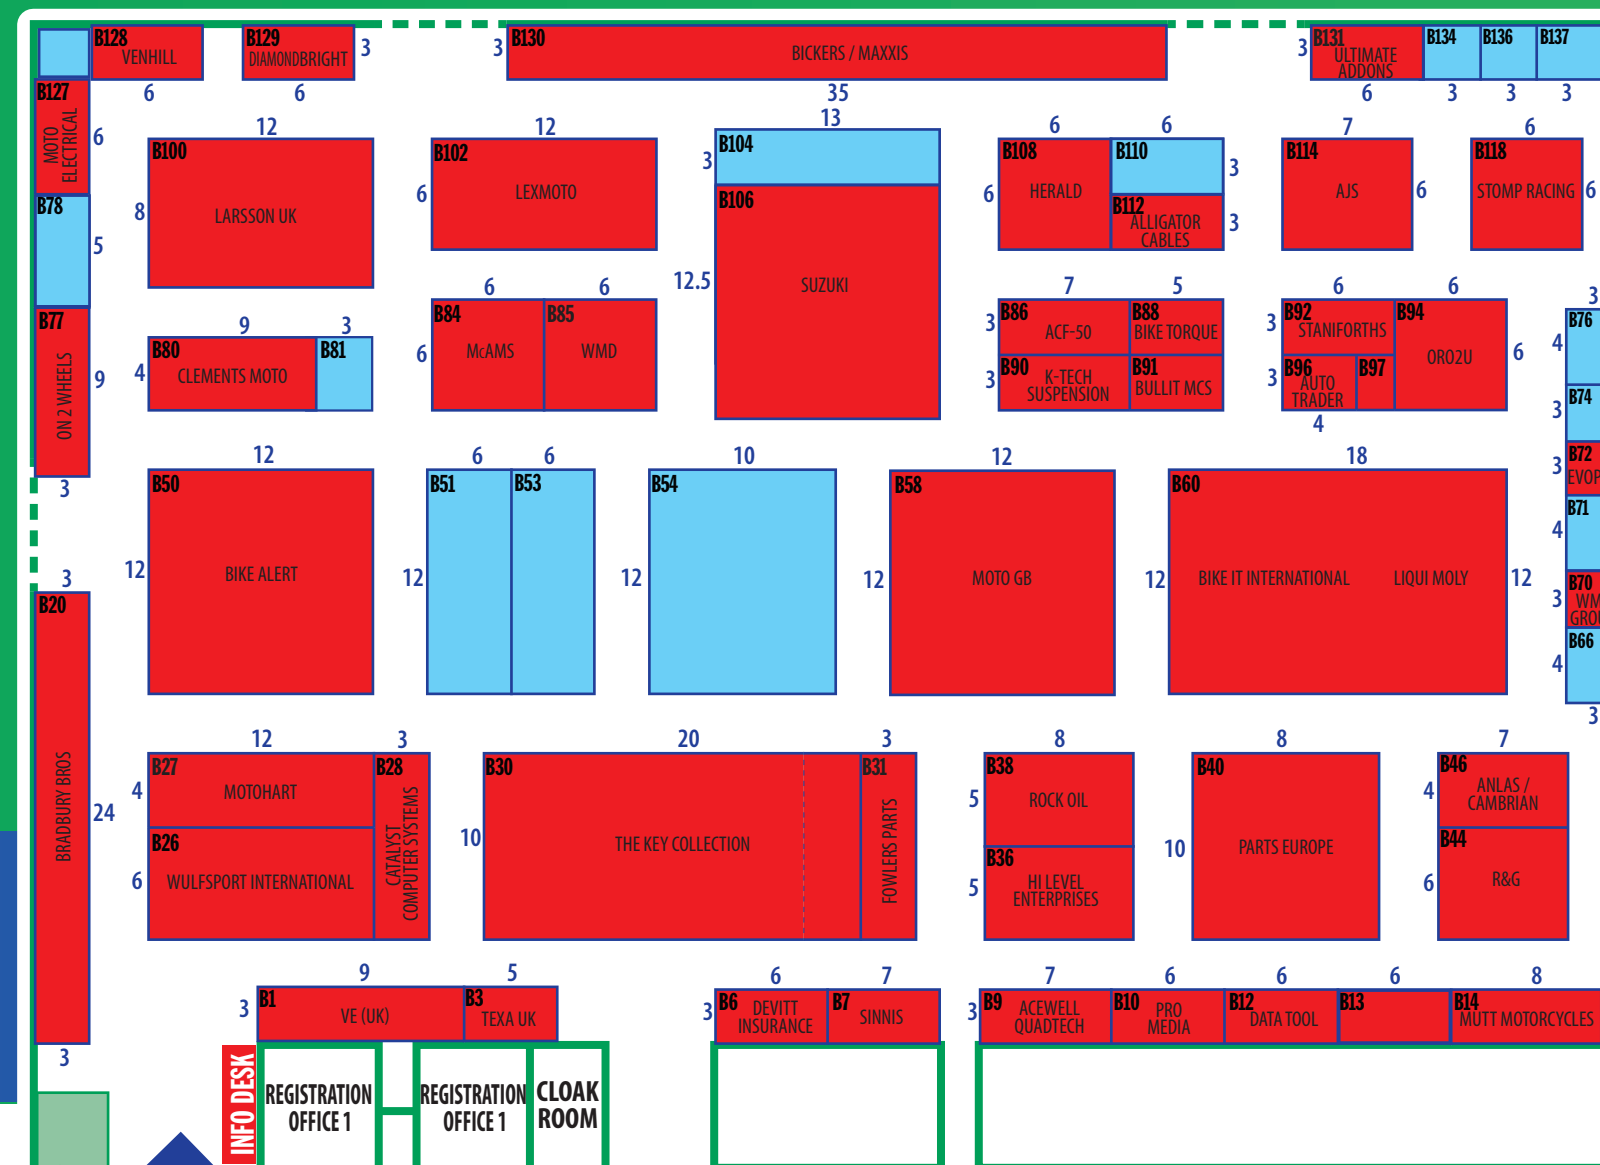 B128
VENHILL
6
B129
DIAMONDBRIGHT
3
6
3
B130
BICKERS / MAXXIS
35
3
B131
ULTIMATE
ADDONS
6
B134
3
B136
3
B137
3
B127
MOTO
ELECTRICAL
6
B78
5
B77
ON 2 WHEELS
9
3
12
B100
LARSSON UK
8
12
B102
LEXMOTO
6
13
B104
3
B106
SUZUKI
12.5
6
B108
HERALD
6
6
B110
3
B112
ALLIGATOR
CABLES
3
7
B114
AJS
6
6
B118
STOMP RACING
6
9
B80
CLEMENTS MOTO
4
3
B81
6
B84
McAMS
6
6
B85
WMD
7
B86
ACF-50
3
5
B88
BIKE TORQUE
B90
K-TECH
SUSPENSION
3
B91
BULLIT MCS
6
B92
STANIFORTHS
3
6
B94
ORO2U
6
B96
AUTO
TRADER
3
4
B97
3
B76
4
B74
3
B72
EVOP
3
B71
4
B70
WM
GROU
3
B66
4
3
12
B50
BIKE ALERT
12
6
B51
12
6
B53
10
B54
12
12
B58
MOTO GB
12
18
B60
BIKE IT INTERNATIONAL
LIQUI MOLY
12
12
3
B20
BRADBURY BROS
24
3
12
B27
MOTOHART
4
B26
WULFSPORT INTERNATIONAL
6
3
B28
CATALYST
COMPUTER SYSTEMS
20
B30
THE KEY COLLECTION
10
3
B31
FOWLERS PARTS
8
B38
ROCK OIL
5
B36
HI LEVEL
ENTERPRISES
5
8
B40
PARTS EUROPE
10
7
B46
ANLAS /
CAMBRIAN
4
B44
R&G
6
9
B1
VE (UK)
3
5
B3
TEXA UK
6
B6
DEVITT
INSURANCE
3
7
B7
SINNIS
7
B9
ACEWELL
QUADTECH
3
6
B10
PRO
MEDIA
6
B12
DATA TOOL
6
B13
8
B14
MUTT MOTORCYCLES
INFO DESK
REGISTRATION
OFFICE 1
REGISTRATION
OFFICE 1
CLOAK
ROOM